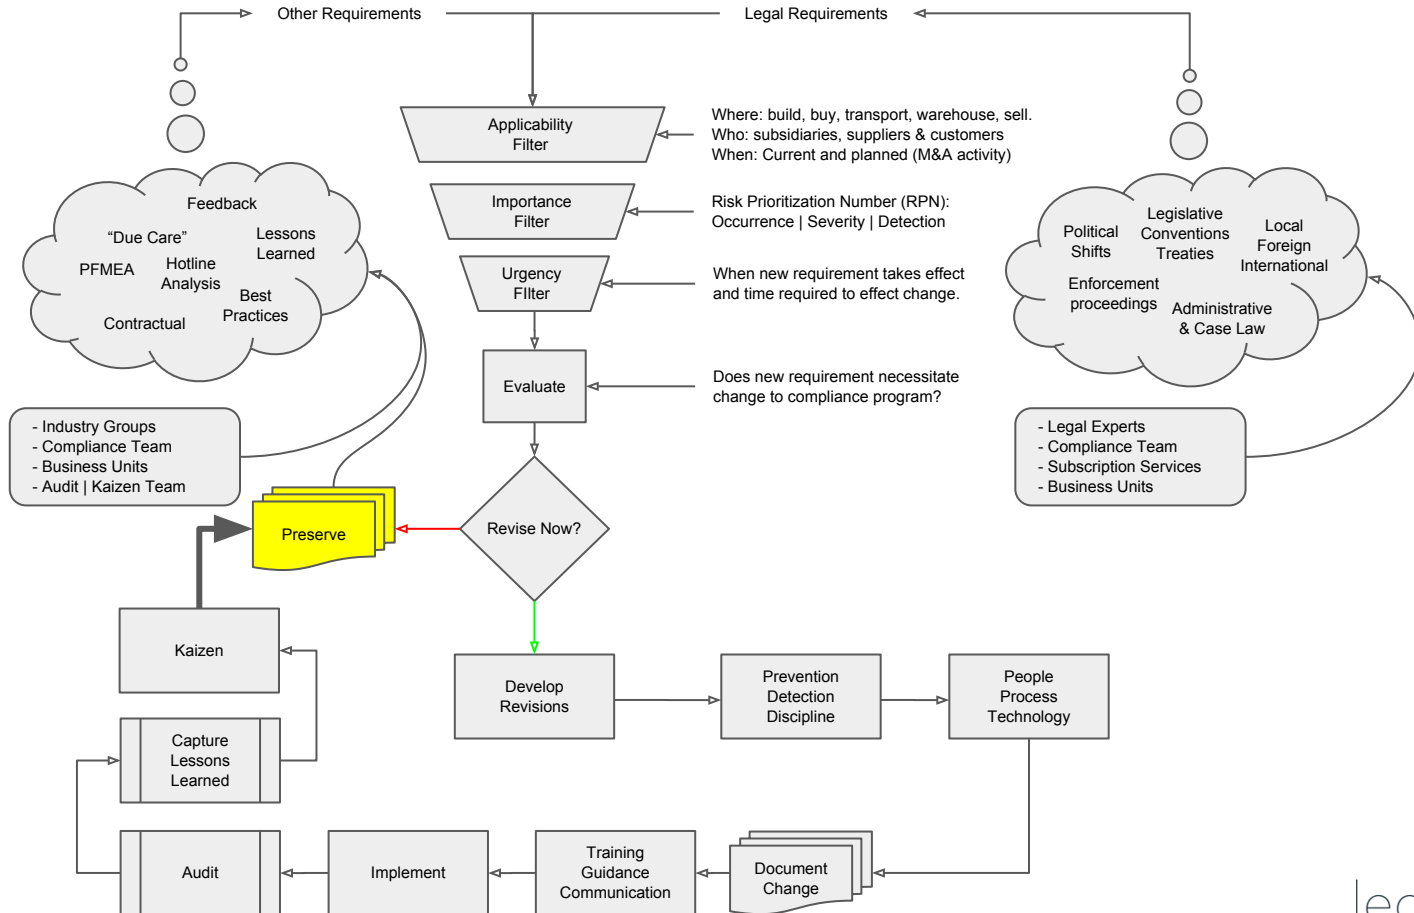 Other Requirements
Legal Requirements
Applicability
Filter
Where: build, buy, transport, warehouse, sell.
Who: subsidiaries, suppliers & customers
When: Current and planned (M&A activity)
Importance
Filter
Risk Prioritization Number (RPN):
Occurrence | Severity | Detection
Urgency
FIlter
When new requirement takes effect
and time required to effect change.
Evaluate
Does new requirement necessitate
change to compliance program?
Feedback
“Due Care”
Lessons
Learned
PFMEA
Hotline
Analysis
Best
Practices
Contractual
Political
Shifts
Legislative
Conventions
Treaties
Local
Foreign
International
Enforcement
proceedings
Administrative
& Case Law
- Industry Groups
- Compliance Team
- Business Units
- Audit | Kaizen Team
- Legal Experts
- Compliance Team
- Subscription Services
- Business Units
Preserve
Revise Now?
Kaizen
Develop
Revisions
Prevention
Detection
Discipline
People
Process
Technology
Capture
Lessons
Learned
Audit
Implement
Training
Guidance
Communication
Document
Change